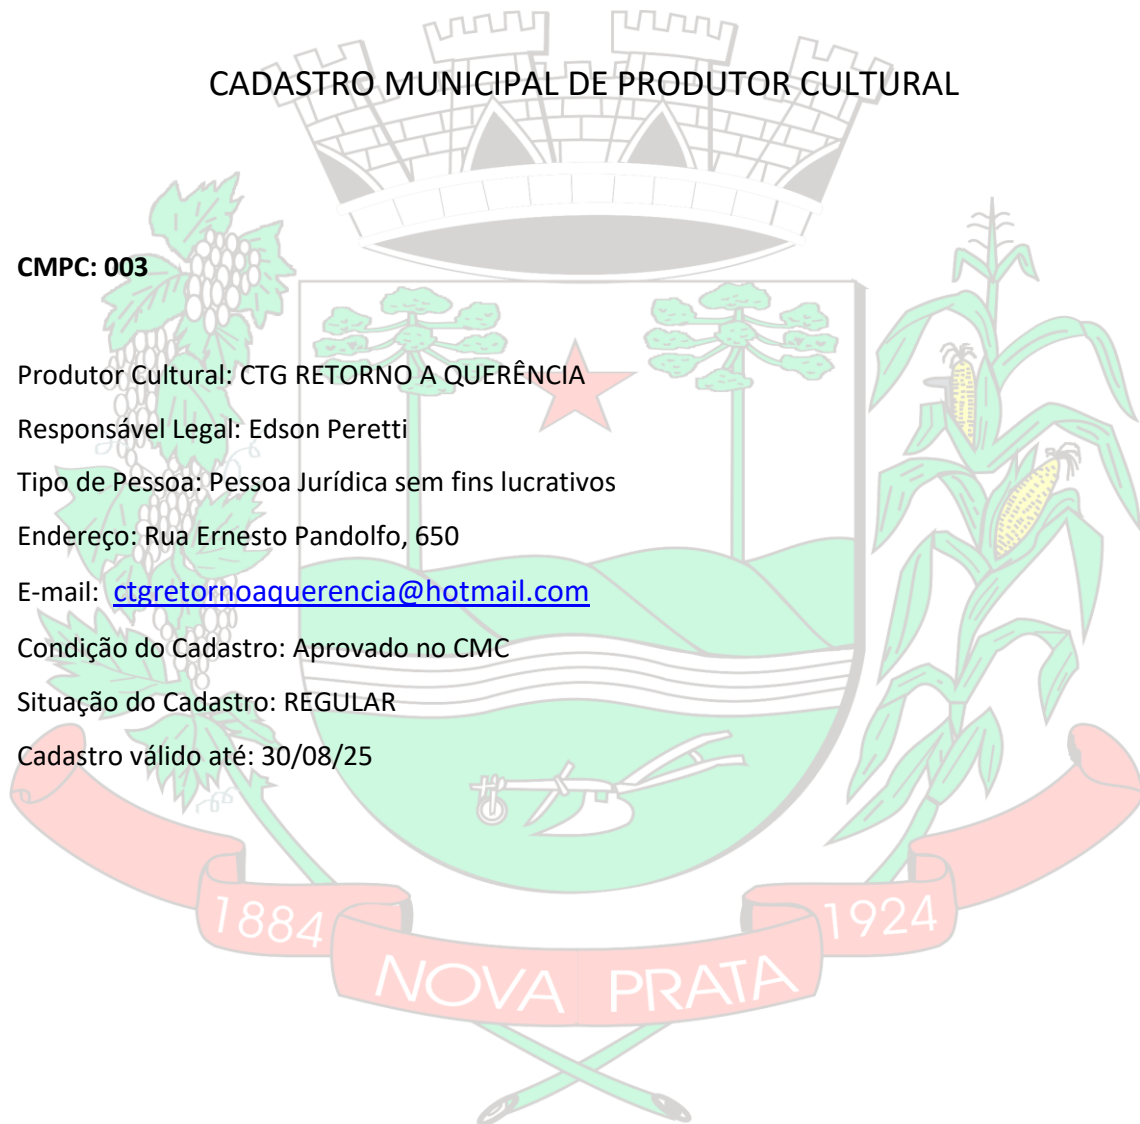 CADASTRO MUNICIPAL DE PRODUTOR CULTURAL
CMPC: 003
Produtor Cultural: CTG RETORNO A QUERÊNCIA
Responsável Legal: Edson Peretti
Tipo de Pessoa: Pessoa Jurídica sem fins lucrativos
Endereço: Rua Ernesto Pandolfo, 650
E-mail: ctgretornoaquerencia@hotmail.com
Condição do Cadastro: Aprovado no CMC
Situação do Cadastro: REGULAR
Cadastro válido até: 30/08/25
1884
NOVA PRATA
1924